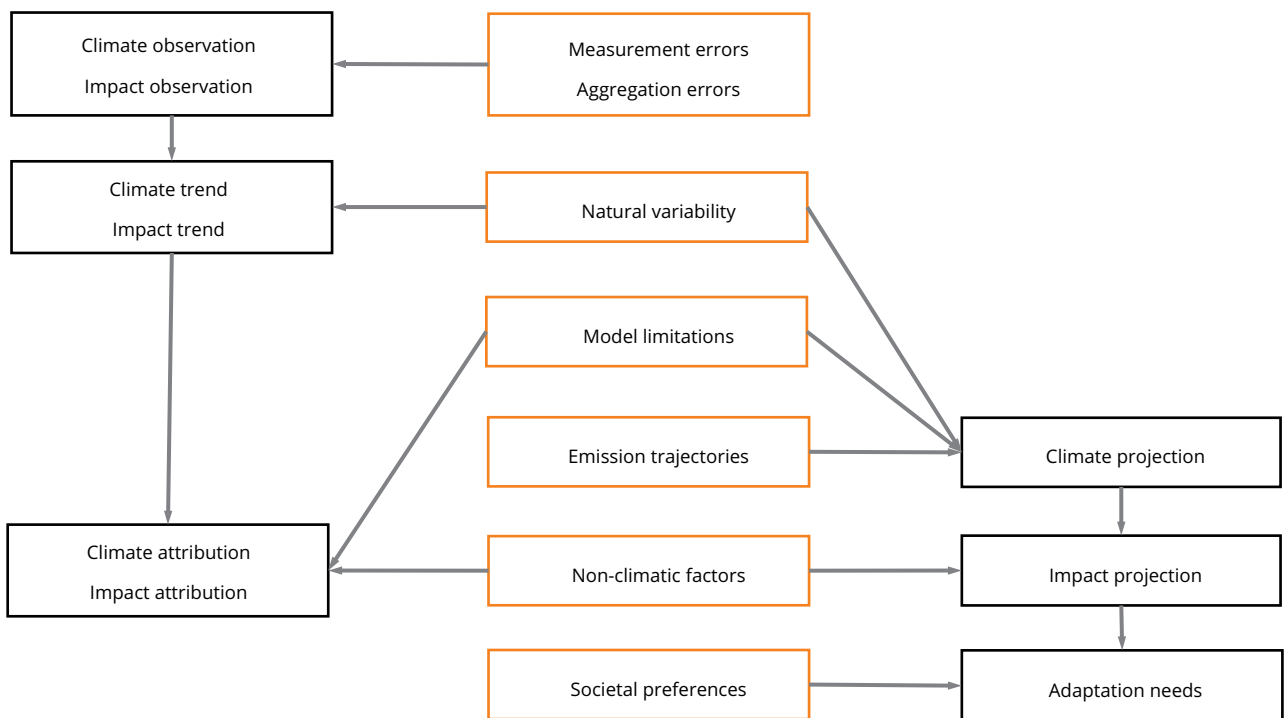 Climate observation
Impact observation
Measurement errors
Aggregation errors
Climate trend
Impact trend
Natural variability
Model limitations
Emission trajectories
Climate projection
Climate attribution
Impact attribution
Non-climatic factors
Impact projection
Societal preferences
Adaptation needs